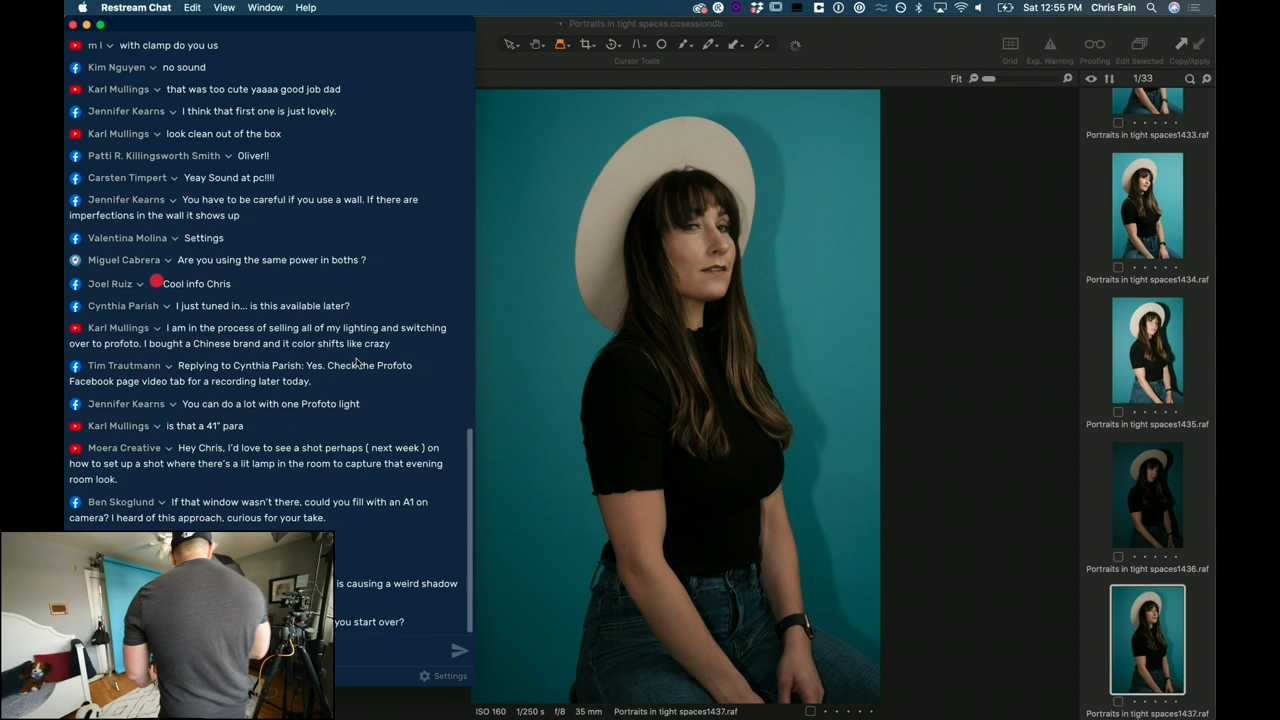 Restream Chat File Edit View Window Help
Sat 12:55 PM Chris Fain
m l with clamp do you us
Kim Nguyen no sound
Karl Mullings that was too cute yaaaa good job dad
Jennifer Kearns I think that first one is just lovely.
Karl Mullings look clean out of the box
Patti R. Killingsworth Smith Oliver!!
Carsten Timpert Yeay Sound at pc!!!!
Jennifer Kearns You have to be careful if you use a wall. If there are
imperfections in the wall it shows up
Valentina Molina Settings
Miguel Cabrera Are you using the same power in boths ?
Joel Ruiz Cool info Chris
Cynthia Parish I just tuned in... is this available later?
Karl Mullings I am in the process of selling all of my lighting and switching
over to profoto. I bought a Chinese brand and it color shifts like crazy
Tim Trautmann Replying to Cynthia Parish: Yes. Check the Profoto
Facebook page video tab for a recording later today.
Jennifer Kearns You can do a lot with one Profoto light
Karl Mullings is that a 41" para
Moera Creative Hey Chris, I'd love to see a shot perhaps ( next week ) on
how to set up a shot where there's a lit lamp in the room to capture that evening
room look.
Ben Skoglund If that window wasn't there, could you fill with an A1 on
camera? I heard of this approach, curious for your take.
is causing a weird shadow
you start over?
Settings
Portraits in tight spaces.cosessiondb
Cursor Tools
Grid Exp. Warning Proofing Edit Selected Copy/Apply
Fit 1/33
Portraits in tight spaces1433.raf
Portraits in tight spaces1434.raf
Portraits in tight spaces1435.raf
Portraits in tight spaces1436.raf
Portraits in tight spaces1437.raf
ISO 160 1/250 s f/8 35 mm Portraits in tight spaces1437.raf